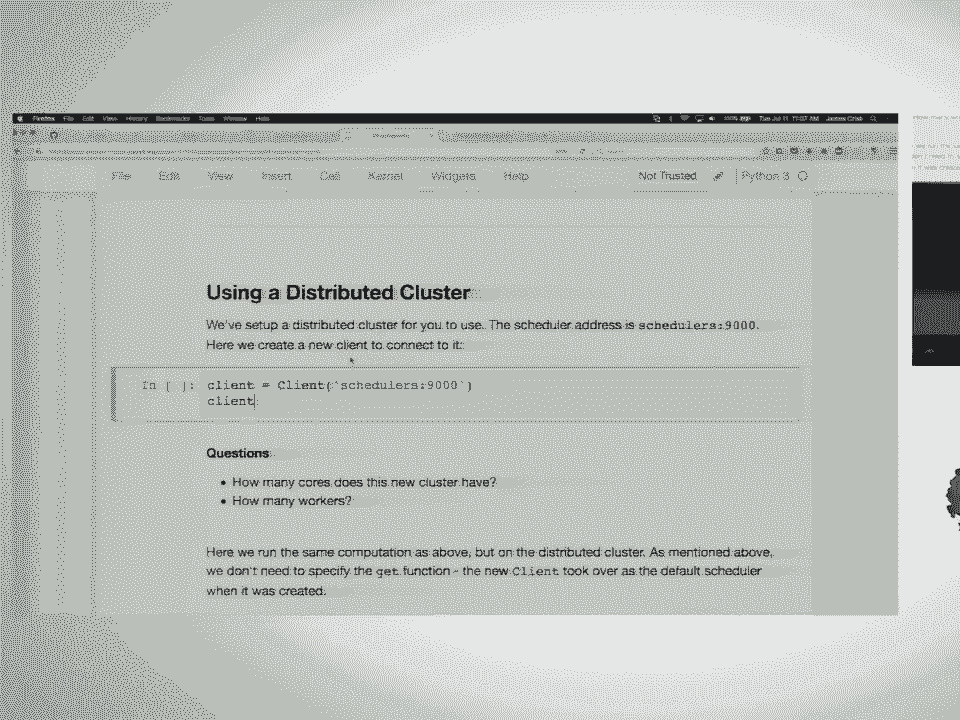 Firefox File Edit View History Bookmarks Tools Window Help 100% Tue Jul 11 11:07 AM James Crist
File Edit View Insert Cell Kernel Widgets Help Not Trusted Python 3
Using a Distributed Cluster
We've setup a distributed cluster for you to use. The scheduler address is schedulers:9000.
Here we create a new client to connect to it:
In [ ]: client = Client(`schedulers:9000`)
client
Questions
• How many cores does this new cluster have?
• How many workers?
Here we run the same computation as above, but on the distributed cluster. As mentioned above,
we don't need to specify the get function - the new Client took over as the default scheduler
when it was created.